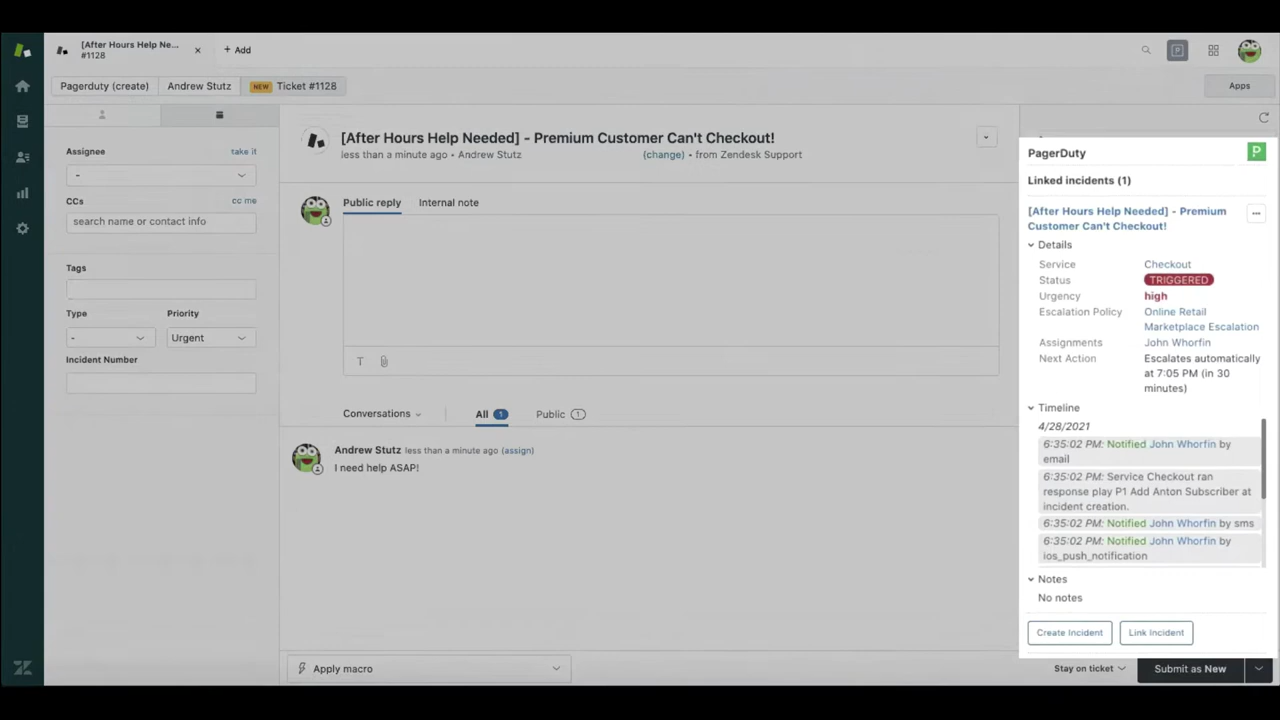 [After Hours Help Ne...
#1128
×
+ Add
Pagerduty (create)
Andrew Stutz
NEW Ticket #1128
Apps
Assignee
take it
-
CCs
cc me
search name or contact info
Tags
Type
Priority
-
Urgent
Incident Number
[After Hours Help Needed] - Premium Customer Can't Checkout!
less than a minute ago • Andrew Stutz (change) • from Zendesk Support
Public reply
Internal note
T
Conversations
All 1
Public 1
Andrew Stutz less than a minute ago (assign)
I need help ASAP!
Apply macro
PagerDuty
P
Linked incidents (1)
[After Hours Help Needed] - Premium
Customer Can't Checkout!
...
Details
Service Checkout
Status TRIGGERED
Urgency high
Escalation Policy Online Retail
Marketplace Escalation
Assignments John Whorfin
Next Action Escalates automatically
at 7:05 PM (in 30
minutes)
Timeline
4/28/2021
6:35:02 PM: Notified John Whorfin by
email
6:35:02 PM: Service Checkout ran
response play P1 Add Anton Subscriber at
incident creation.
6:35:02 PM: Notified John Whorfin by sms
6:35:02 PM: Notified John Whorfin by
ios_push_notification
Notes
No notes
Create Incident
Link Incident
Stay on ticket
Submit as New